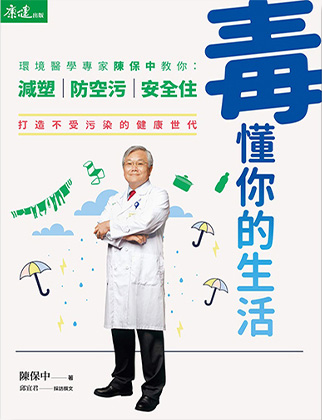 康健出版
環境醫學專家陳保中教你：
減塑｜防空污｜安全住
打造不受污染的健康世代
毒懂你的生活
陳保中——著
邱宜君——採訪撰文